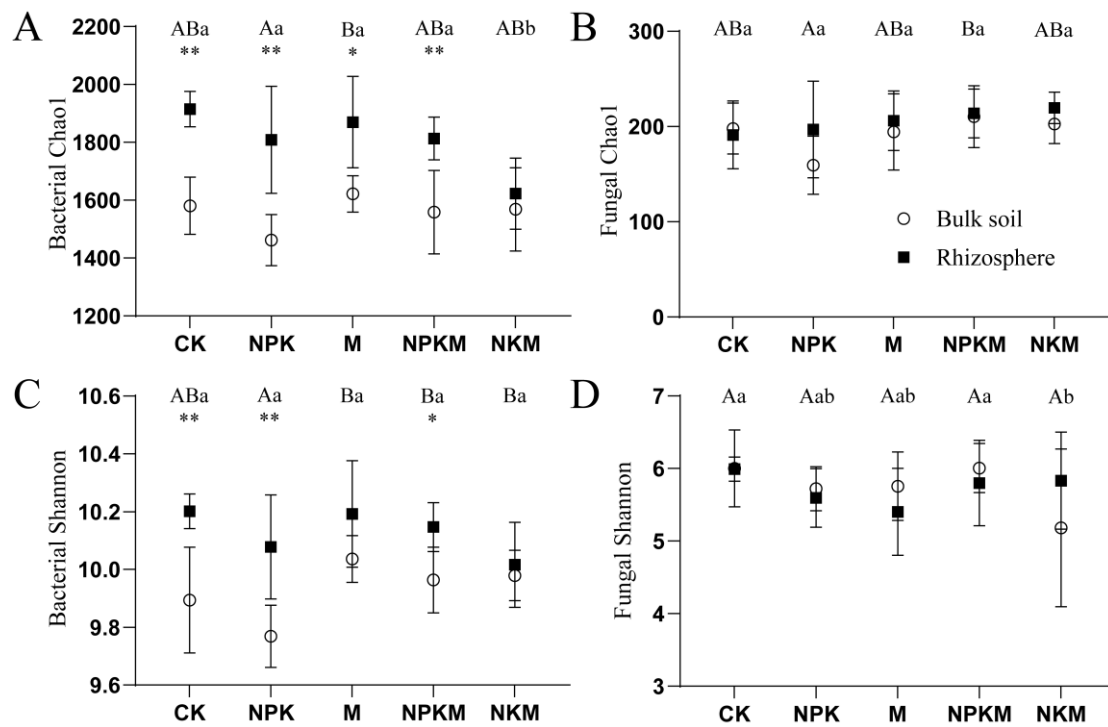 A
2200
2000
1800
1600
1400
1200
Bacterial Chao1
ABa Aa Ba ABa ABb
** ** * **
CK NPK M NPKM NKM
B
300
200
100
0
Fungal Chao1
ABa Aa ABa Ba ABa
Bulk soil
Rhizosphere
CK NPK M NPKM NKM
C
10.6
10.4
10.2
10.0
9.8
9.6
Bacterial Shannon
ABa Aa Ba Ba Ba
** ** *
CK NPK M NPKM NKM
D
7
6
5
4
3
Fungal Shannon
Aa Aab Aab Aa Ab
CK NPK M NPKM NKM